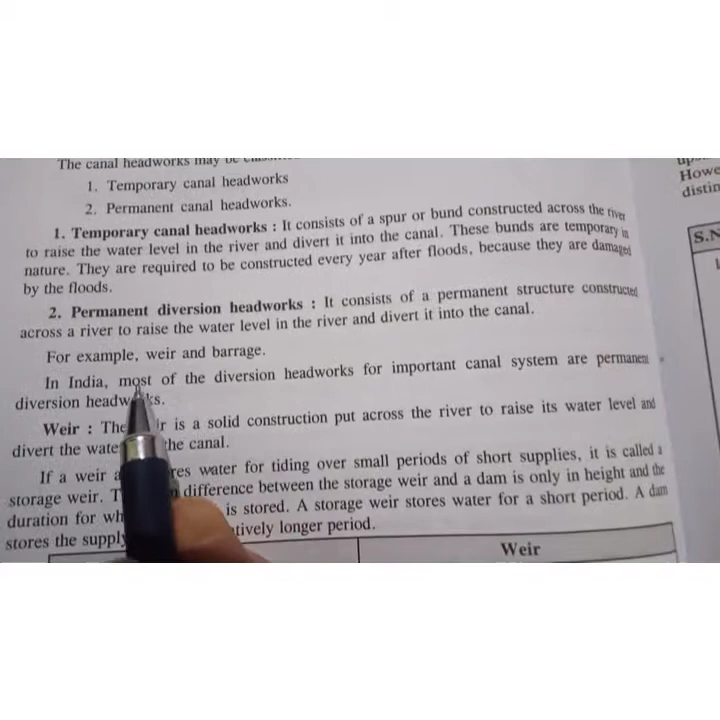 The canal headworks may be
1. Temporary canal headworks
2. Permanent canal headworks.
1. Temporary canal headworks : It consists of a spur or bund constructed across the river
to raise the water level in the river and divert it into the canal. These bunds are temporary in
nature. They are required to be constructed every year after floods, because they are damaged
by the floods.
2. Permanent diversion headworks : It consists of a permanent structure constructed
across a river to raise the water level in the river and divert it into the canal.
For example, weir and barrage.
In India, most of the diversion headworks for important canal system are permanent
diversion headworks.
Weir : The is a solid construction put across the river to raise its water level and
divert the the canal.
If a weir water for tiding over small periods of short supplies, it is called a
storage weir. difference between the storage weir and a dam is only in height and the
duration for is stored. A storage weir stores water for a short period. A dam
stores the longer period.
Weir
Howe
distin
S.N